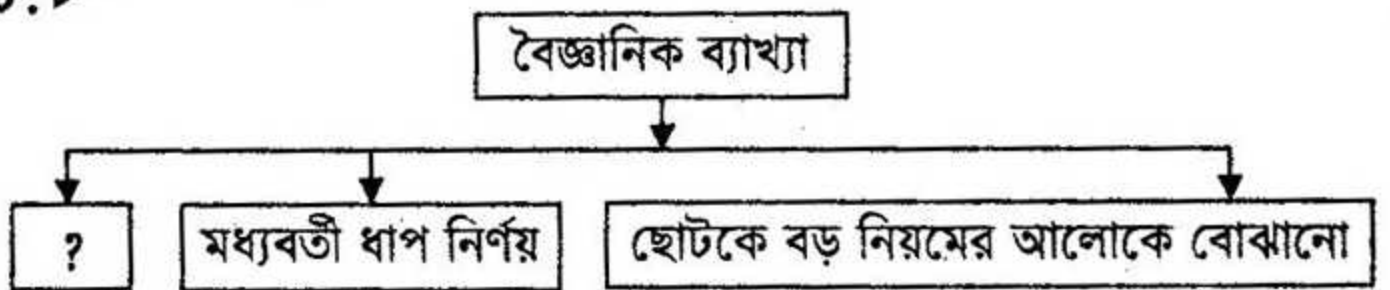 বৈজ্ঞানিক ব্যাখ্যা
?
মধ্যবর্তী ধাপ নির্ণয়
ছোটকে বড় নিয়মের আলোকে বোঝানো